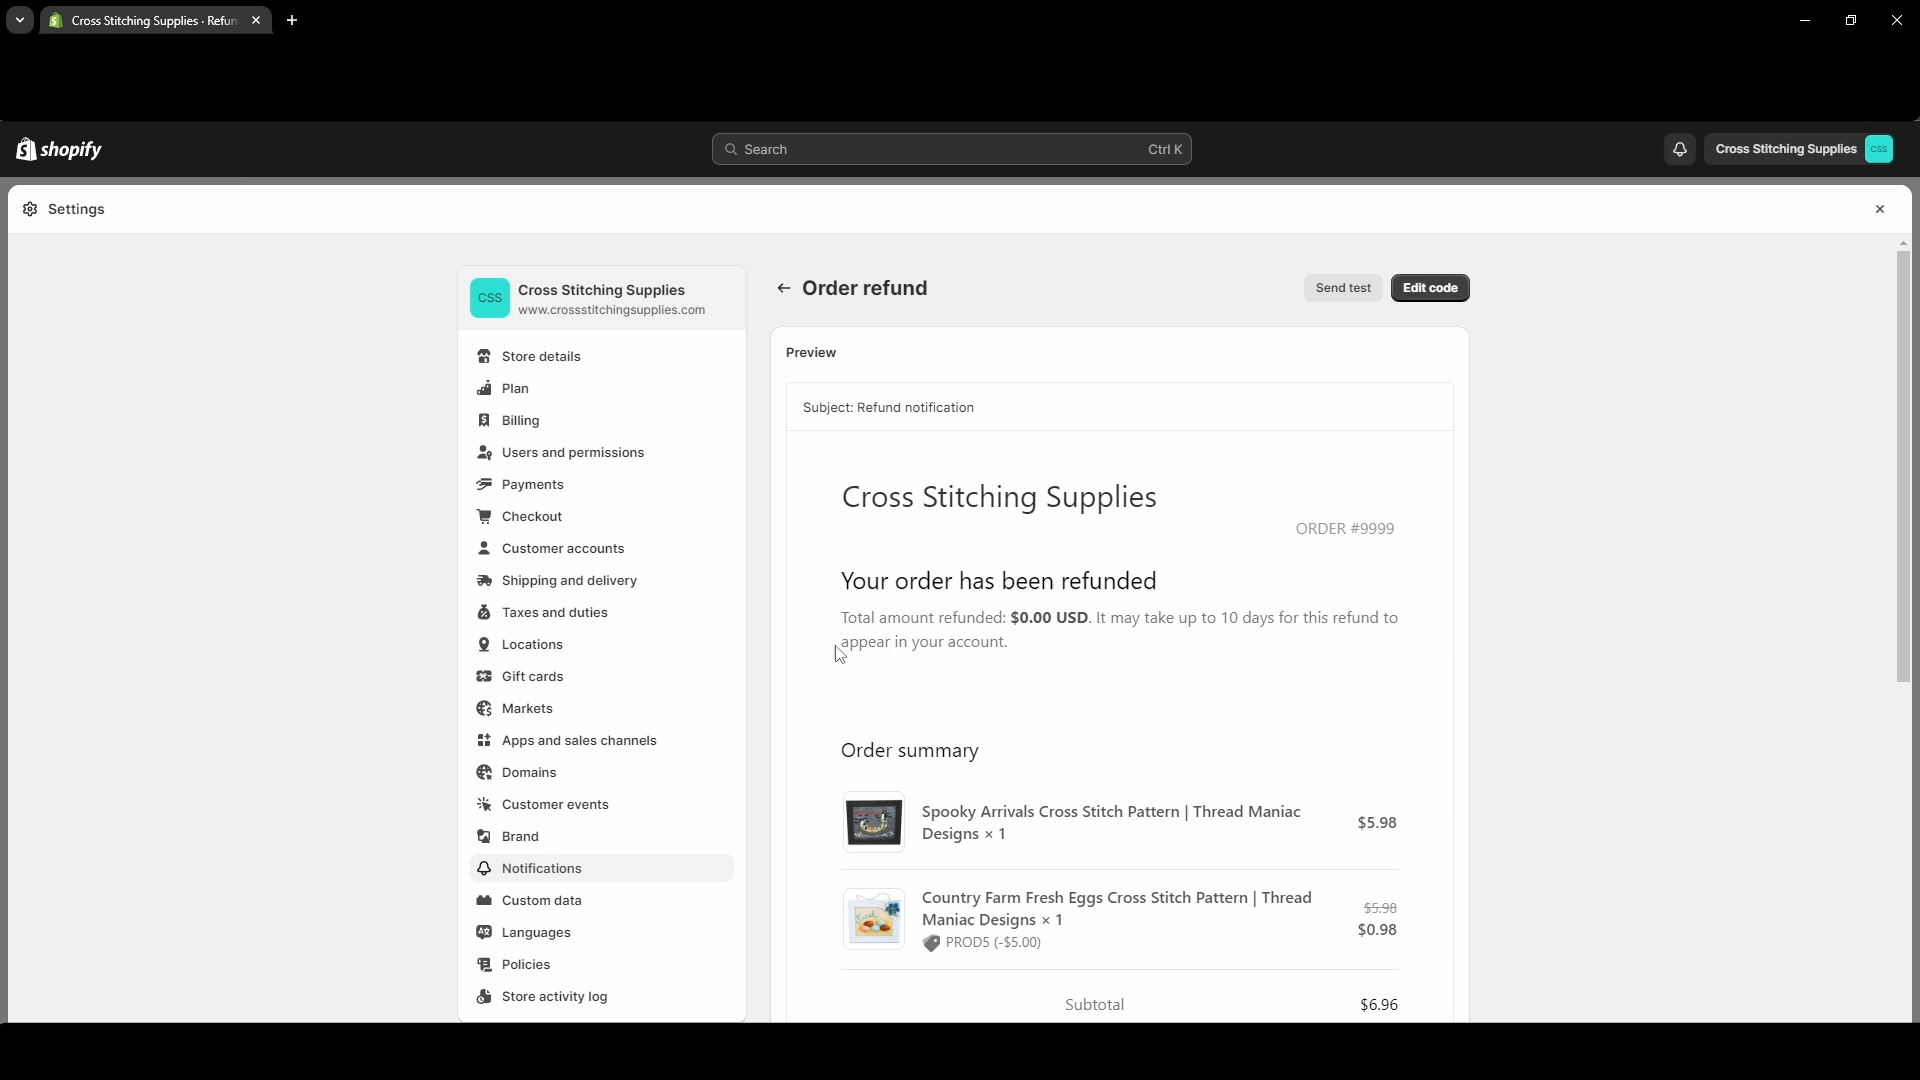 Cross Stitching Supplies · Refun
shopify
Search
Ctrl K
Cross Stitching Supplies
CSS
Settings
CSS
Cross Stitching Supplies
www.crossstitchingsupplies.com
Store details
Plan
Billing
Users and permissions
Payments
Checkout
Customer accounts
Shipping and delivery
Taxes and duties
Locations
Gift cards
Markets
Apps and sales channels
Domains
Customer events
Brand
Notifications
Custom data
Languages
Policies
Store activity log
Order refund
Send test
Edit code
Preview
Subject: Refund notification
Cross Stitching Supplies
ORDER #9999
Your order has been refunded
Total amount refunded: $0.00 USD. It may take up to 10 days for this refund to
appear in your account.
Order summary
Spooky Arrivals Cross Stitch Pattern | Thread Maniac
Designs × 1
$5.98
Country Farm Fresh Eggs Cross Stitch Pattern | Thread
Maniac Designs × 1
PROD5 (-$5.00)
$5.98
$0.98
Subtotal
$6.96